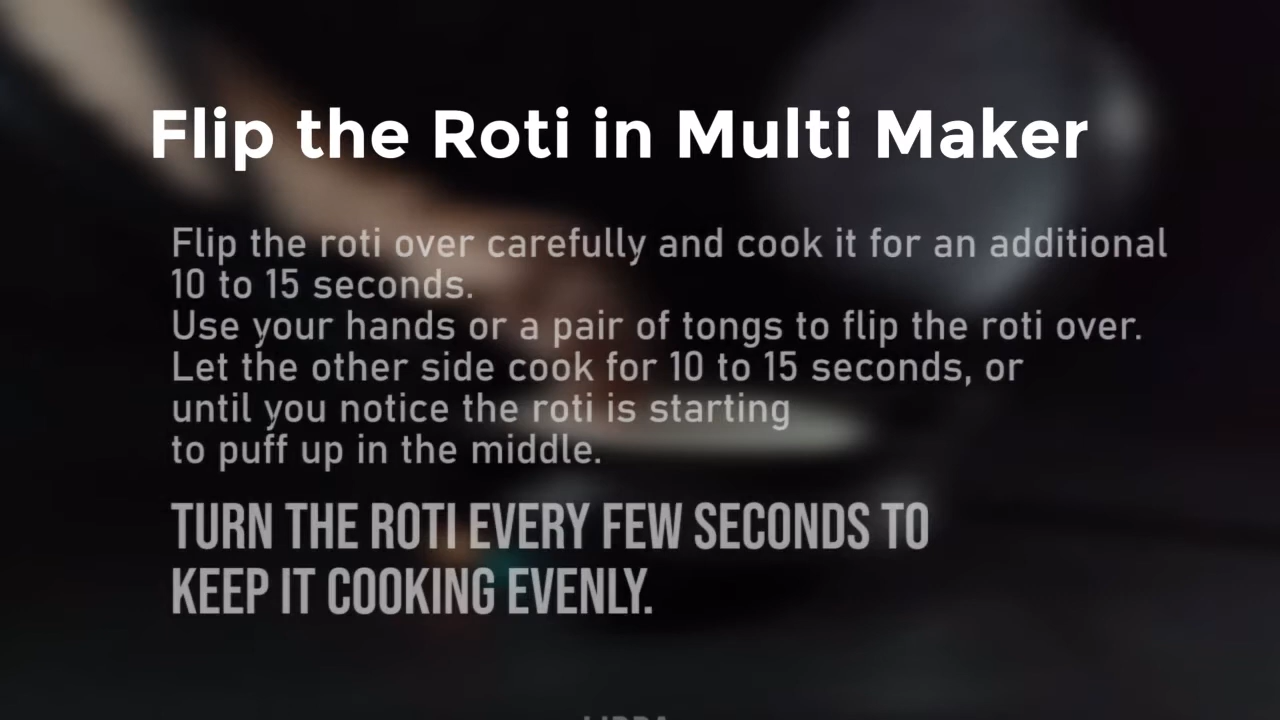 Flip the Roti in Multi Maker
Flip the roti over carefully and cook it for an additional
10 to 15 seconds.
Use your hands or a pair of tongs to flip the roti over.
Let the other side cook for 10 to 15 seconds, or
until you notice the roti is starting
to puff up in the middle.
TURN THE ROTI EVERY FEW SECONDS TO
KEEP IT COOKING EVENLY.